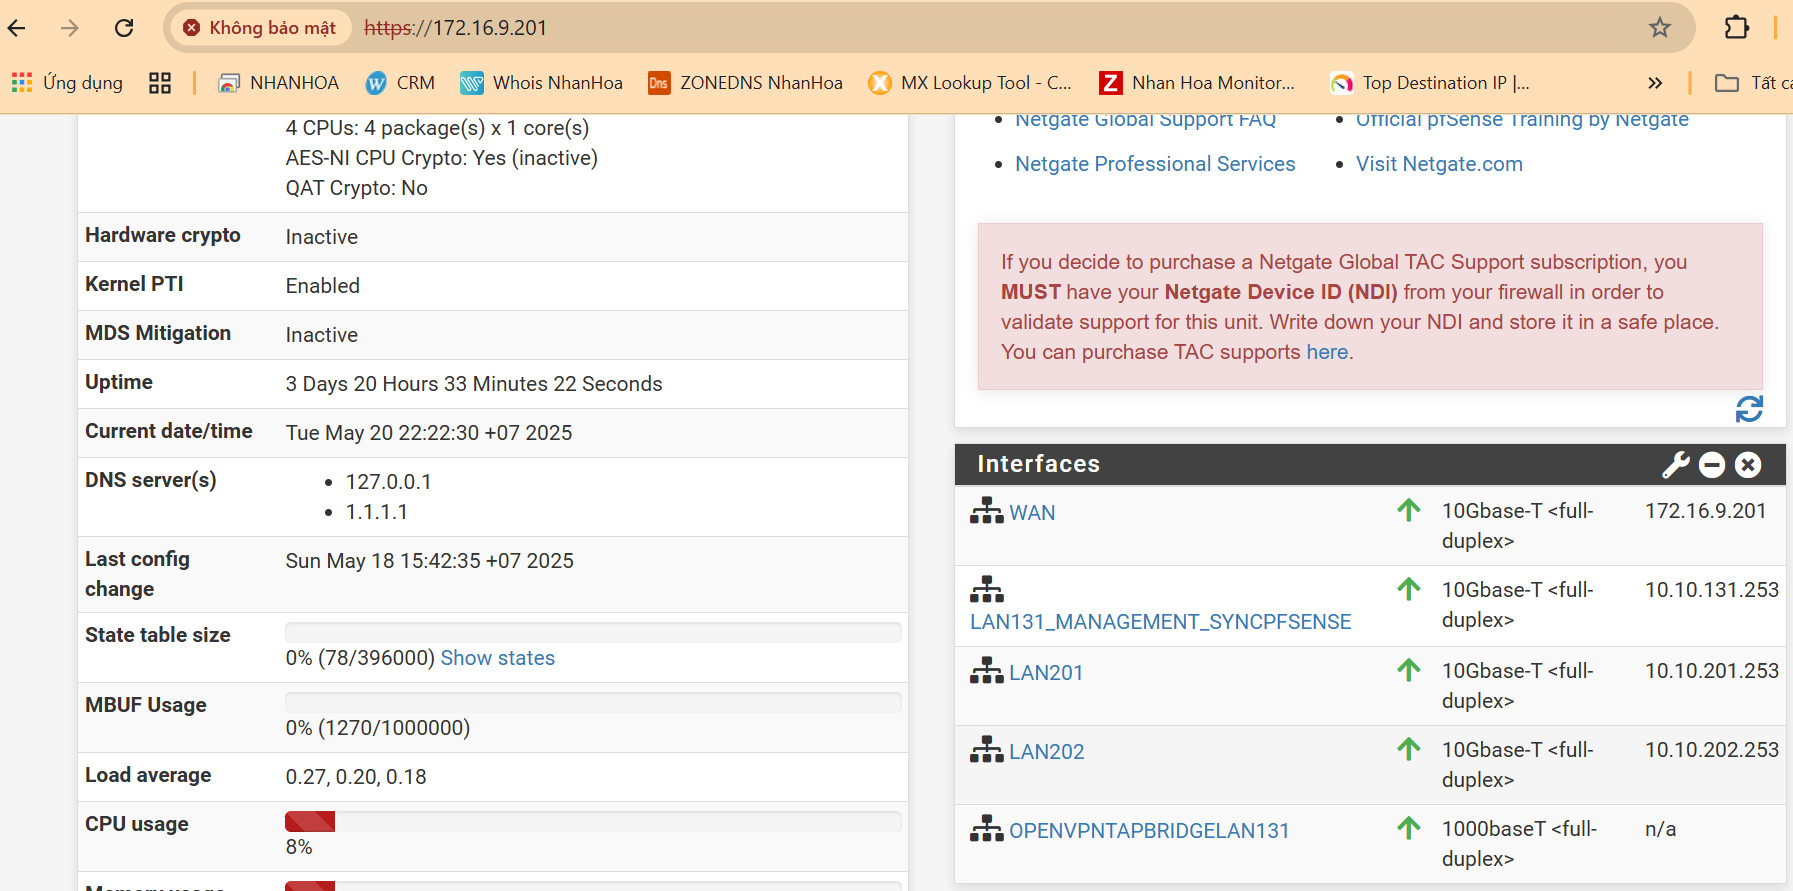 Không bảo mật https://172.16.9.201
Ứng dụng NHANHOA CRM Whois NhanHoa Dns ZONEDNS NhanHoa MX Lookup Tool - C... Z Nhan Hoa Monitor... Top Destination IP |... » Tất cả
4 CPUs: 4 package(s) x 1 core(s)
AES-NI CPU Crypto: Yes (inactive)
QAT Crypto: No
Hardware crypto Inactive
Kernel PTI Enabled
MDS Mitigation Inactive
Uptime 3 Days 20 Hours 33 Minutes 22 Seconds
Current date/time Tue May 20 22:22:30 +07 2025
DNS server(s)
• 127.0.0.1
• 1.1.1.1
Last config Sun May 18 15:42:35 +07 2025
change
State table size
0% (78/396000) Show states
MBUF Usage
0% (1270/1000000)
Load average 0.27, 0.20, 0.18
CPU usage
8%
Memory usage
• Netgate Global Support FAQ • Official pfSense Training by Netgate
• Netgate Professional Services • Visit Netgate.com
If you decide to purchase a Netgate Global TAC Support subscription, you
MUST have your Netgate Device ID (NDI) from your firewall in order to
validate support for this unit. Write down your NDI and store it in a safe place.
You can purchase TAC supports here.
Interfaces
WAN 10Gbase-T <full- 172.16.9.201
duplex>
LAN131_MANAGEMENT_SYNCPFSENSE 10Gbase-T <full- 10.10.131.253
duplex>
LAN201 10Gbase-T <full- 10.10.201.253
duplex>
LAN202 10Gbase-T <full- 10.10.202.253
duplex>
OPENVPNTAPBRIDGELAN131 1000baseT <full- n/a
duplex>